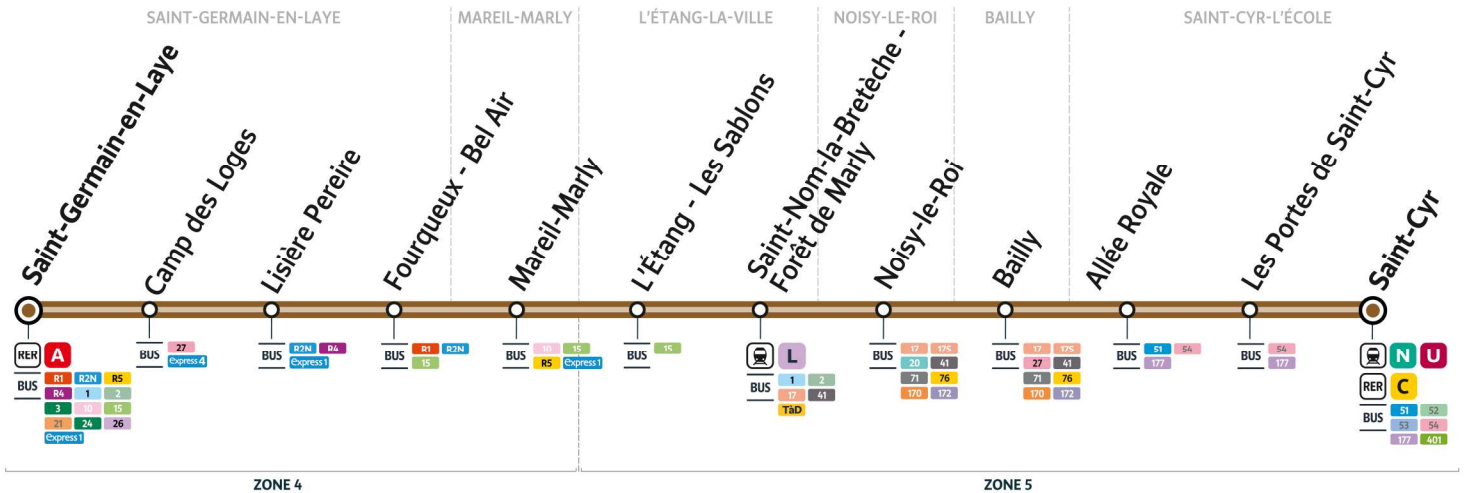 SAINT-GERMAIN-EN-LAYE
MAREIL-MARLY
L'ÉTANG-LA-VILLE
NOISY-LE-ROI
BAILLY
SAINT-CYR-L'ÉCOLE
Saint-Germain-en-Laye
Camp des Loges
Lisière Pereire
Fourqueux - Bel Air
Mareil-Marly
L'Étang - Les Sablons
Saint-Nom-la-Bretèche -
Forêt de Marly
Noisy-le-Roi
Bailly
Allée Royale
Les Portes de Saint-Cyr
Saint-Cyr
RER A
BUS
R1 R2N R5
R4 1 2
3 10 15
21 24 26
express 1
BUS
27
express 4
BUS
R2N R4
express 1
BUS
R1 R2N
15
BUS
10 15
R5 express 1
BUS
15
L
BUS
1 2
17 41
TàD
BUS
17 175
20 41
71 76
170 172
BUS
17 175
27 41
71 76
170 172
BUS
51 54
177
BUS
54
177
N U
RER C
BUS
51 52
53 54
177 401
ZONE 4
ZONE 5